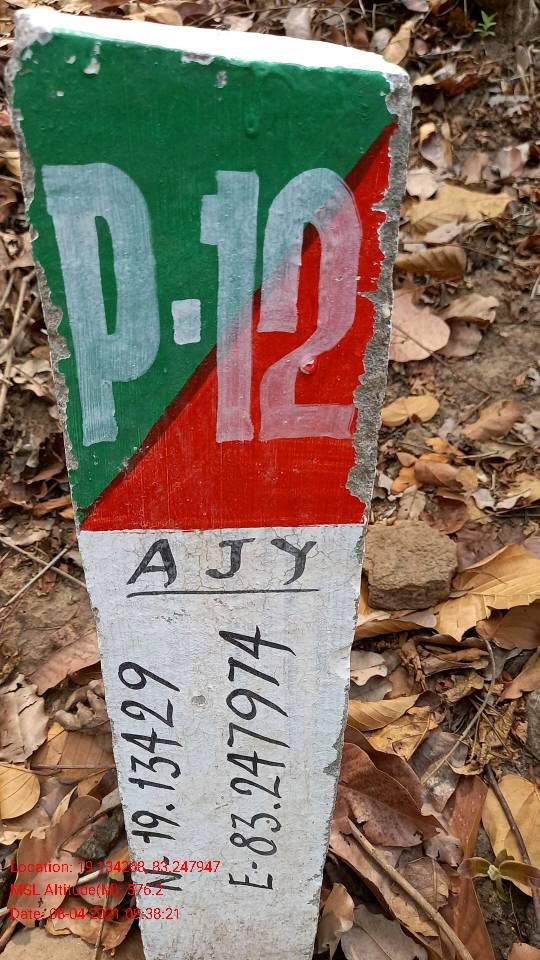 P.12
AJY
N 19.13429
E-83.247974
Location: 19.134268, 83.247947
MSL Altitude(M): 576.2
Date: 08-04-2021 09:38:21